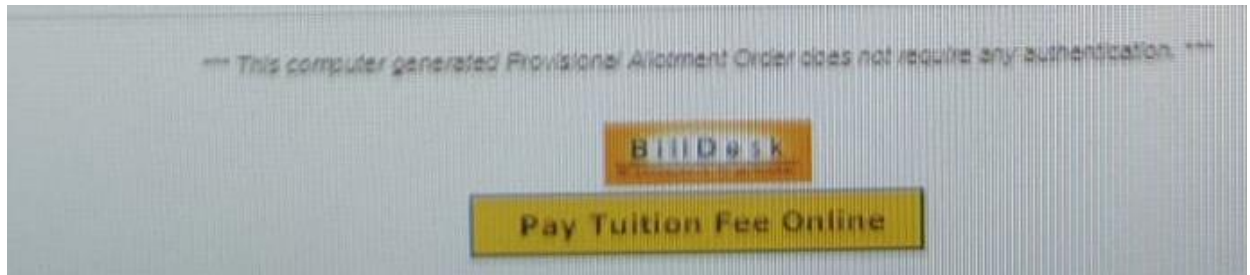 *** This computer generated Provisional Allotment Order does not require any authentication. ***
BillDesk
Pay Tuition Fee Online